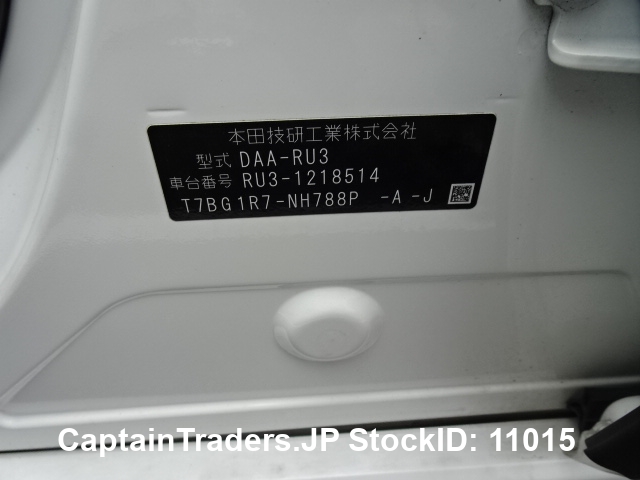 本田技研工業株式会社
型式 DAA-RU3
車台番号 RU3-1218514
T7BG1R7-NH788P -A -J
CaptainTraders.JP StockID: 11015